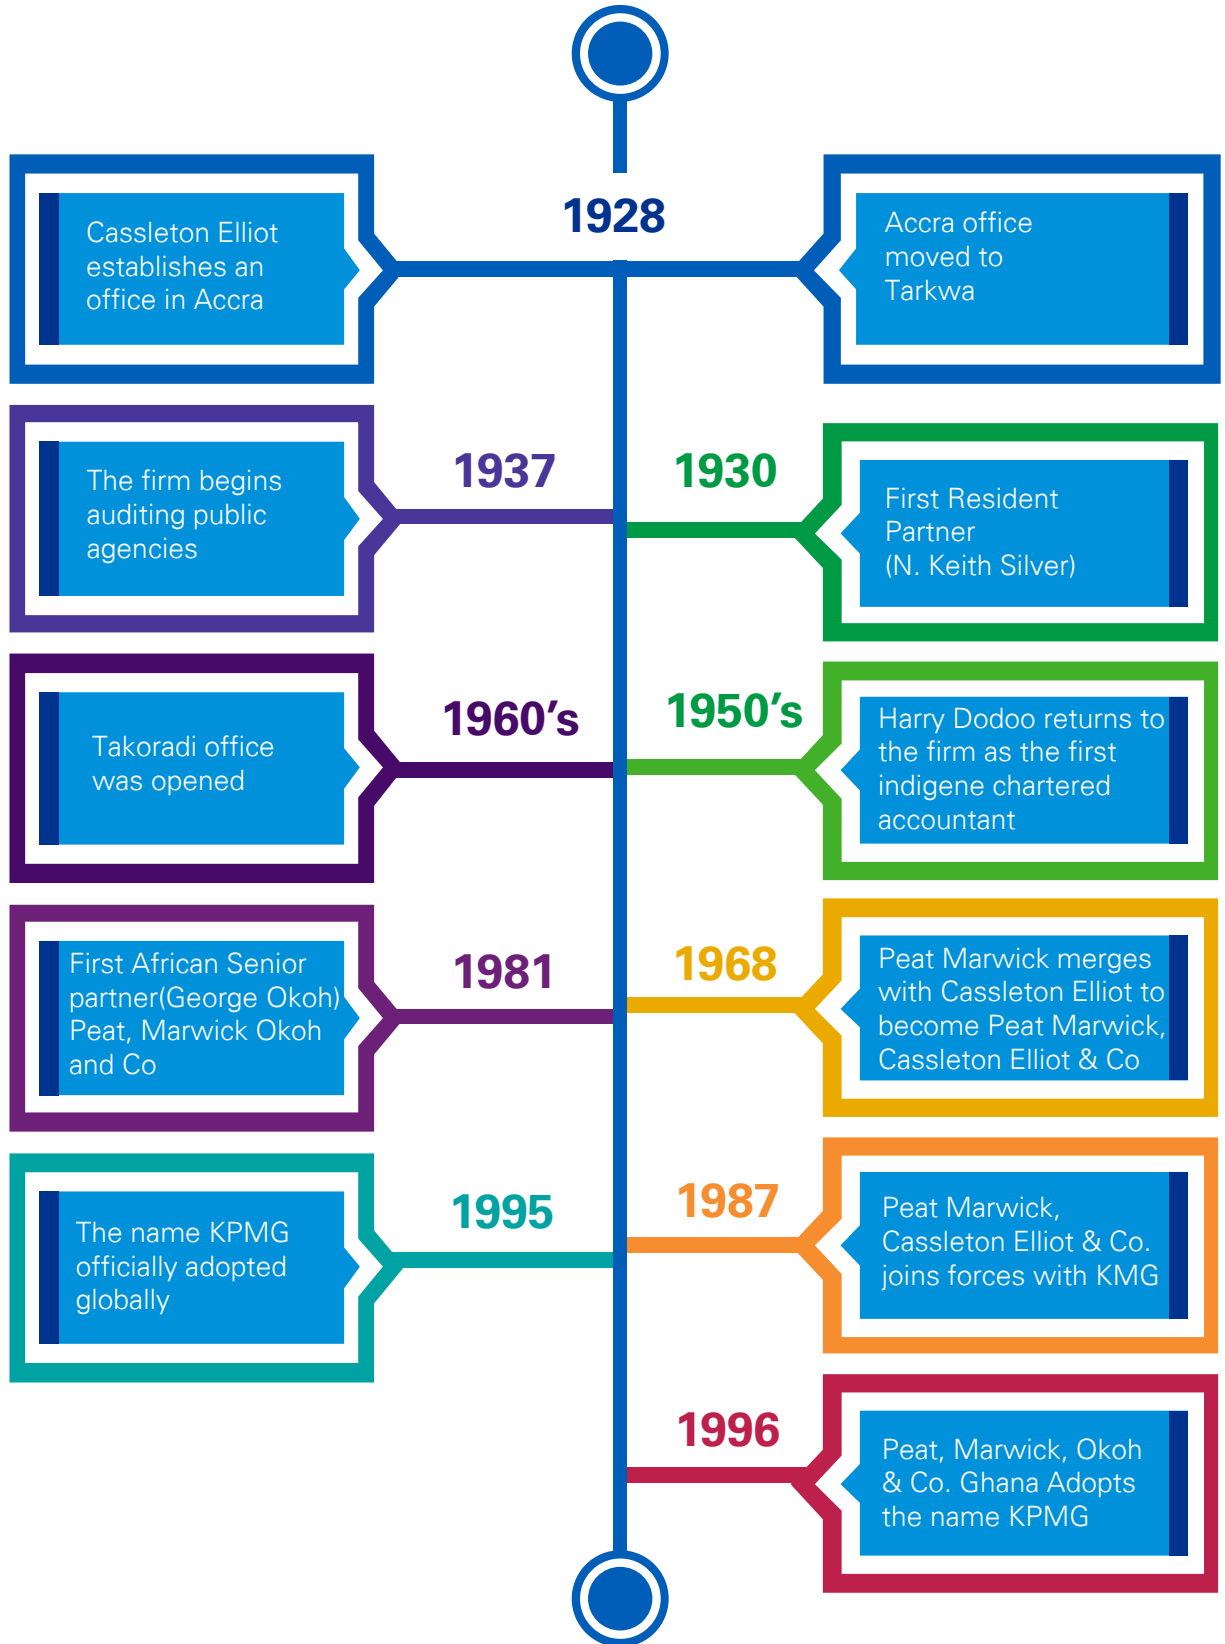 1928
Cassleton Elliot
establishes an
office in Accra
Accra office
moved to
Tarkwa
1937
The firm begins
auditing public
agencies
1930
First Resident
Partner
(N. Keith Silver)
1960's
Takoradi office
was opened
1950's
Harry Dodoo returns to
the firm as the first
indigene chartered
accountant
1981
First African Senior
partner(George Okoh)
Peat, Marwick Okoh
and Co
1968
Peat Marwick merges
with Cassleton Elliot to
become Peat Marwick,
Cassleton Elliot & Co
1995
The name KPMG
officially adopted
globally
1987
Peat Marwick,
Cassleton Elliot & Co.
joins forces with KMG
1996
Peat, Marwick, Okoh
& Co. Ghana Adopts
the name KPMG